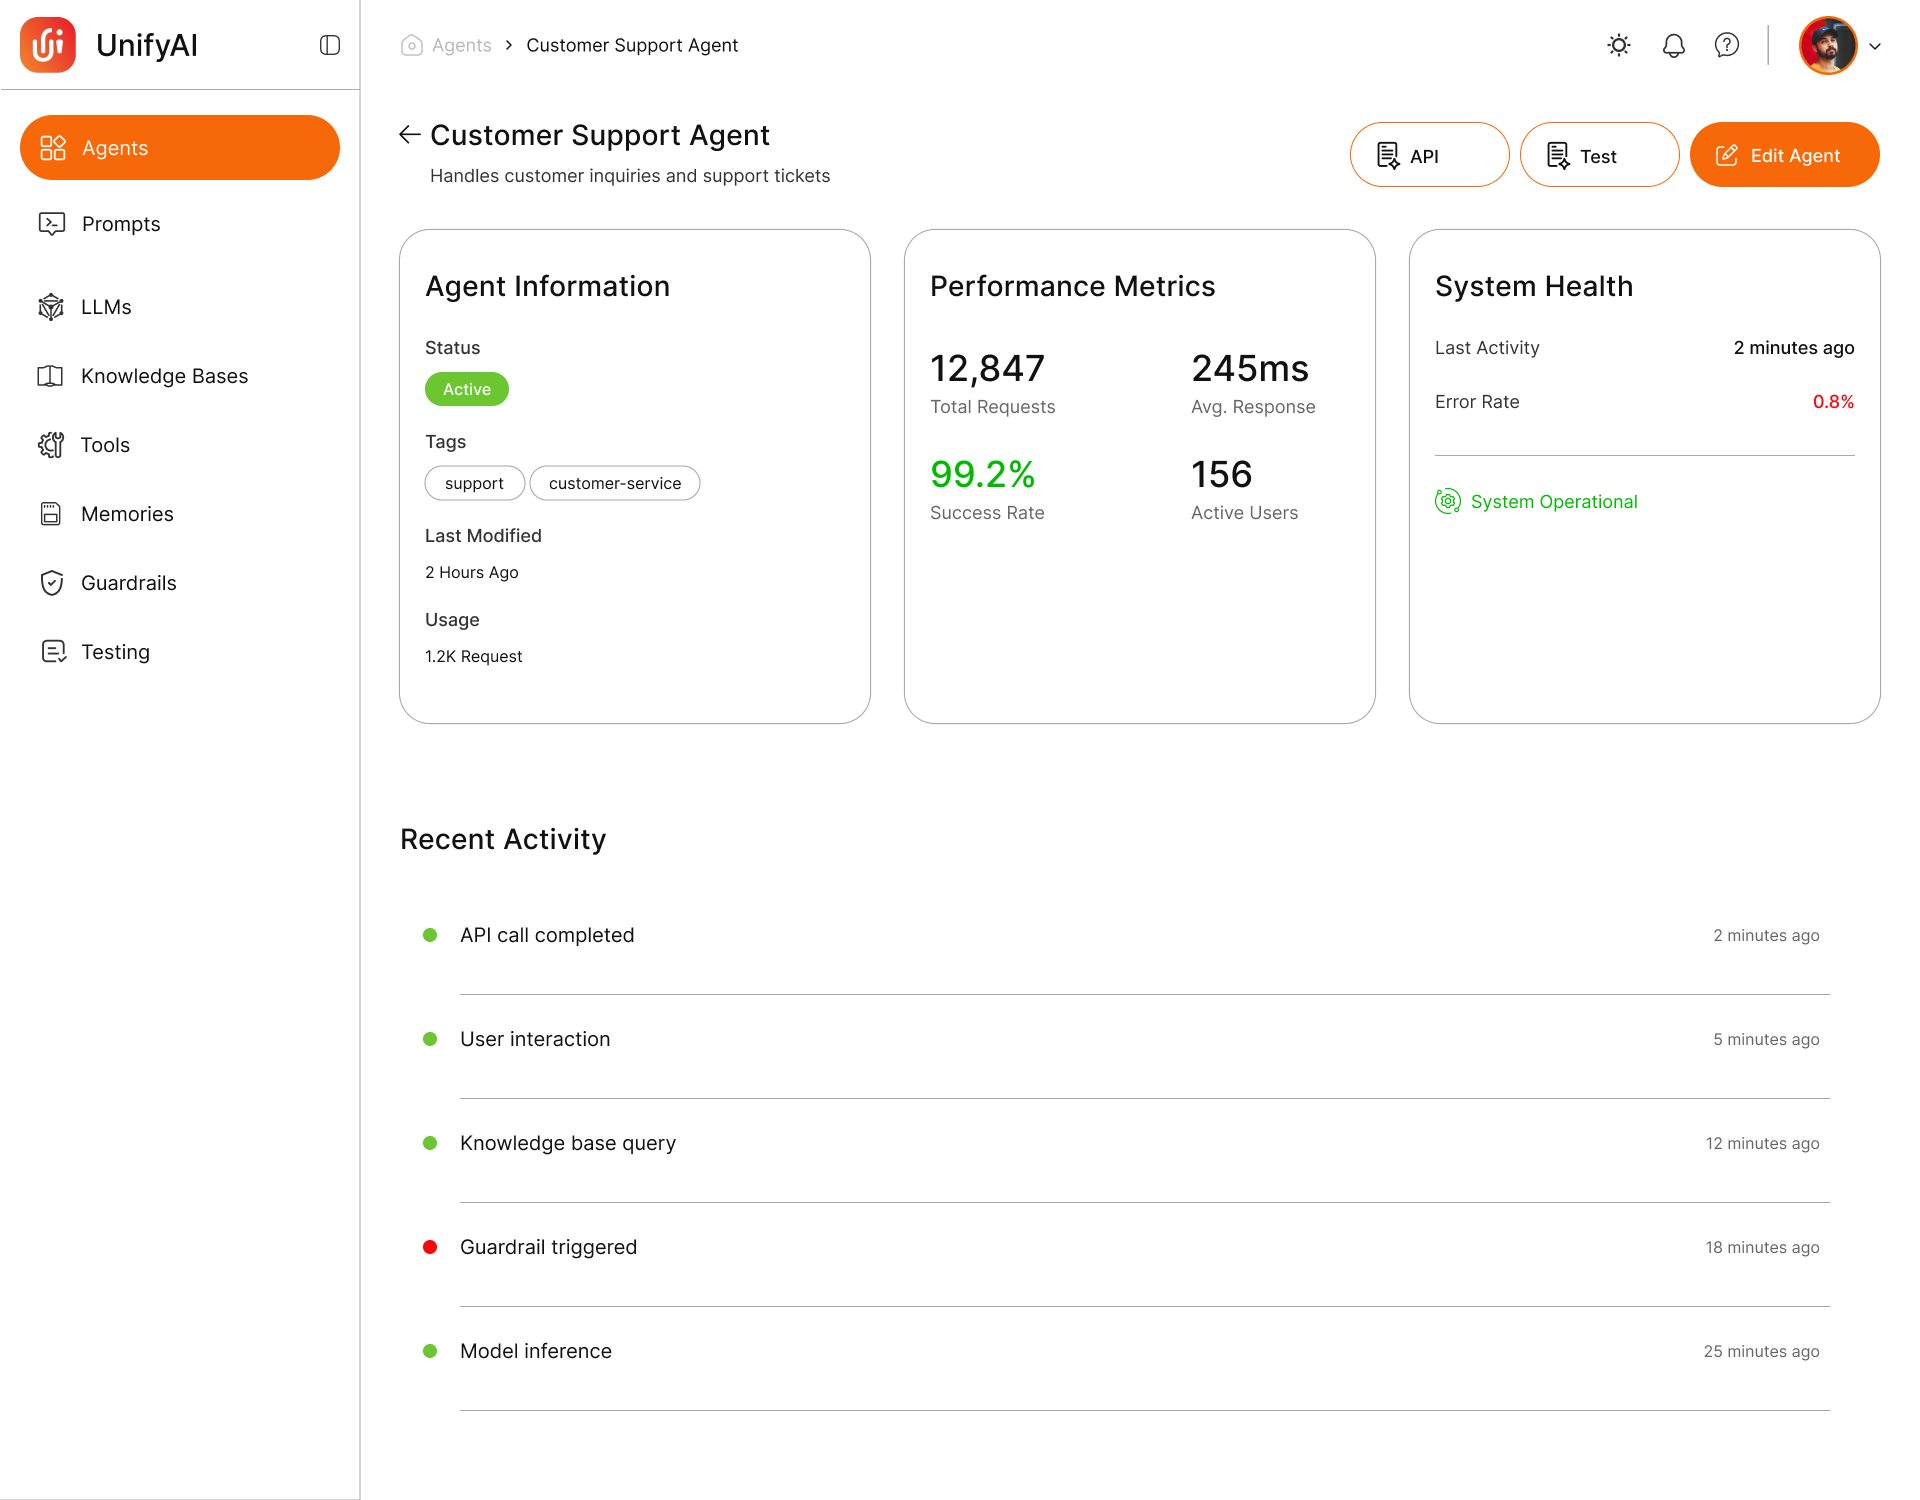 UnifyAI
Agents
Prompts
LLMs
Knowledge Bases
Tools
Memories
Guardrails
Testing
Agents > Customer Support Agent
Customer Support Agent
Handles customer inquiries and support tickets
API
Test
Edit Agent
Agent Information
Status
Active
Tags
support
customer-service
Last Modified
2 Hours Ago
Usage
1.2K Request
Performance Metrics
12,847
Total Requests
245ms
Avg. Response
99.2%
Success Rate
156
Active Users
System Health
Last Activity 2 minutes ago
Error Rate 0.8%
System Operational
Recent Activity
API call completed 2 minutes ago
User interaction 5 minutes ago
Knowledge base query 12 minutes ago
Guardrail triggered 18 minutes ago
Model inference 25 minutes ago